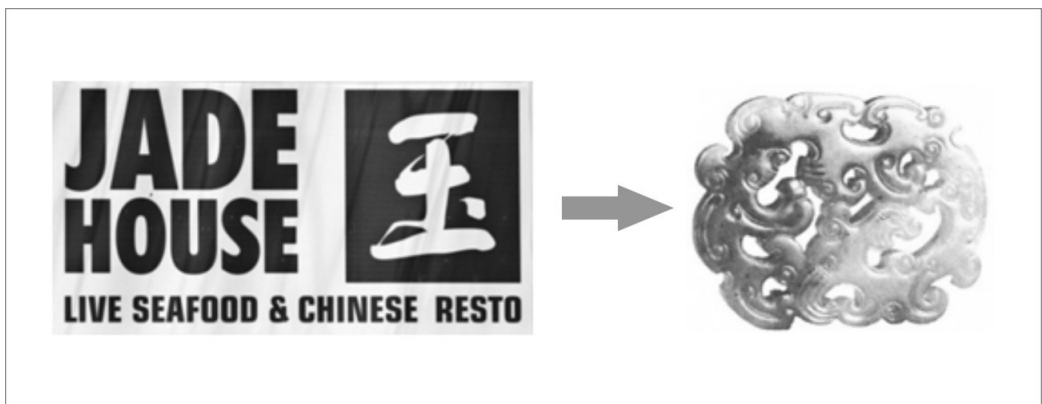 JADE
HOUSE
玉
LIVE SEAFOOD & CHINESE RESTO